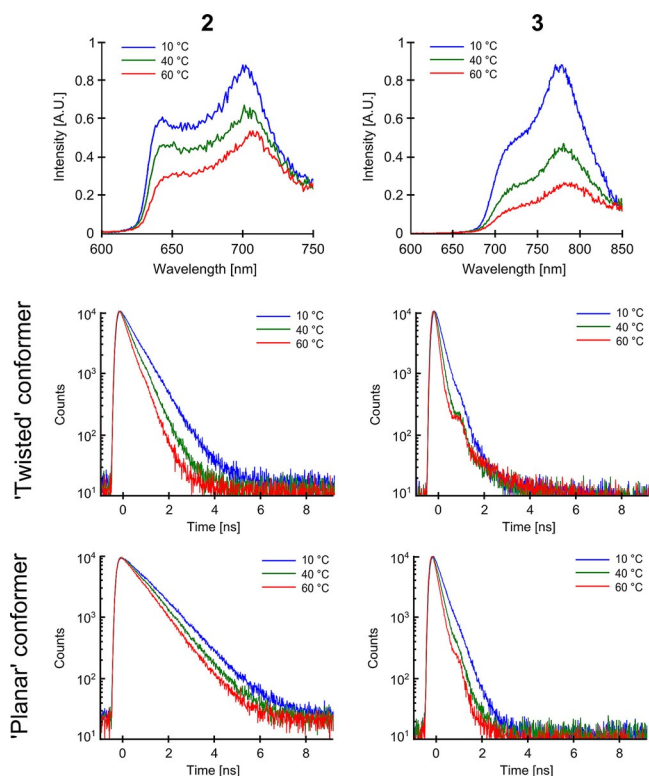 2
3
1
0.8
0.6
0.4
0.2
0
Intensity [A.U.]
10 °C
40 °C
60 °C
600 650 700 750
Wavelength [nm]
1
0.8
0.6
0.4
0.2
0
Intensity [A.U.]
10 °C
40 °C
60 °C
600 650 700 750 800 850
Wavelength [nm]
'Twisted' conformer
10⁴
10³
10²
10¹
Counts
10 °C
40 °C
60 °C
0 2 4 6 8
Time [ns]
10⁴
10³
10²
10¹
Counts
10 °C
40 °C
60 °C
0 2 4 6 8
Time [ns]
'Planar' conformer
10⁴
10³
10²
10¹
Counts
10 °C
40 °C
60 °C
0 2 4 6 8
Time [ns]
10⁴
10³
10²
10¹
Counts
10 °C
40 °C
60 °C
0 2 4 6 8
Time [ns]